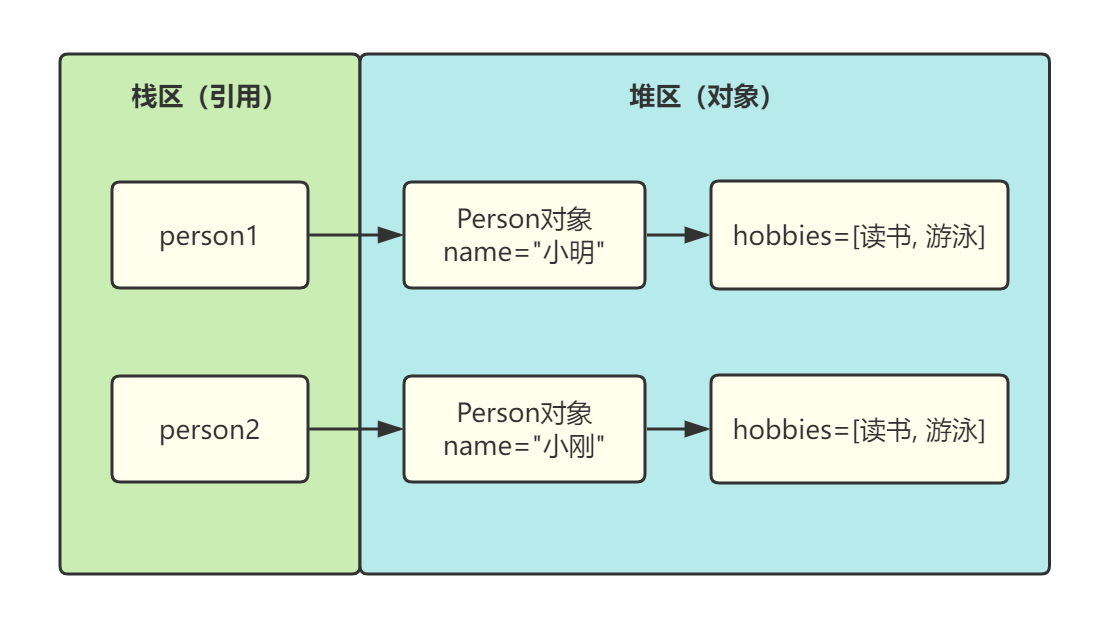 栈区（引用）
堆区（对象）
person1
Person对象
name="小明"
hobbies=[读书, 游泳]
person2
Person对象
name="小刚"
hobbies=[读书, 游泳]